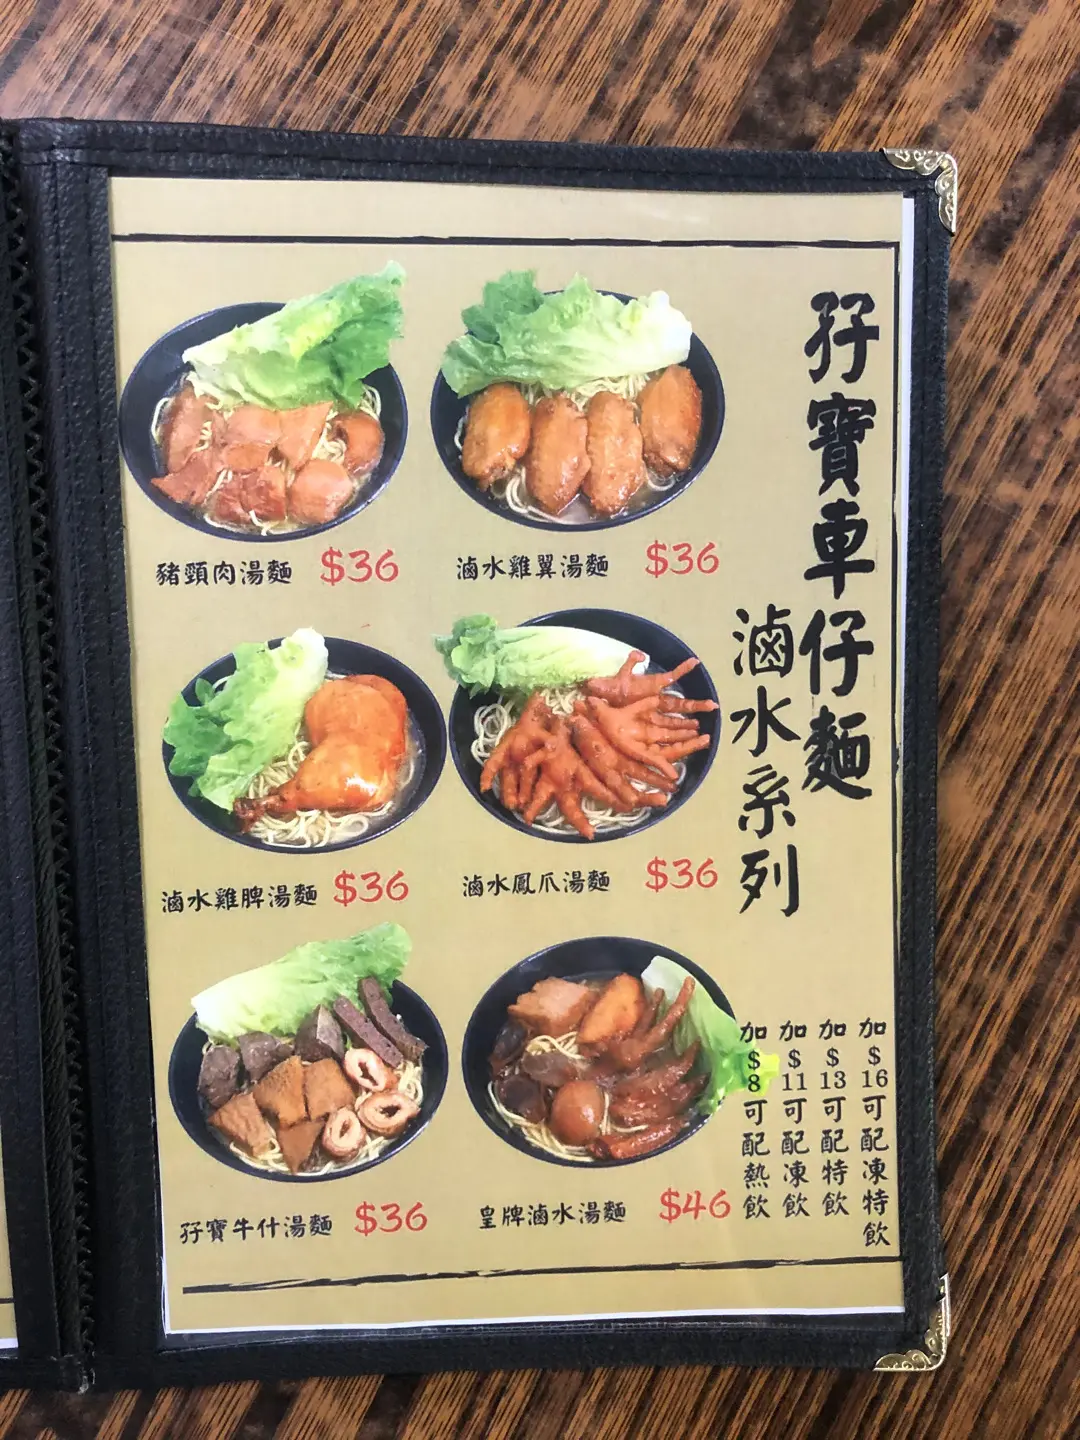 孖寶車仔麵
滷水系列
豬頸肉湯麵 $36
滷水雞翼湯麵 $36
滷水雞脾湯麵 $36
滷水鳳爪湯麵 $36
孖寶牛什湯麵 $36
皇牌滷水湯麵 $46
加$16可配凍特飲
加$13可配特飲
加$11可配凍飲
加$8可配熱飲